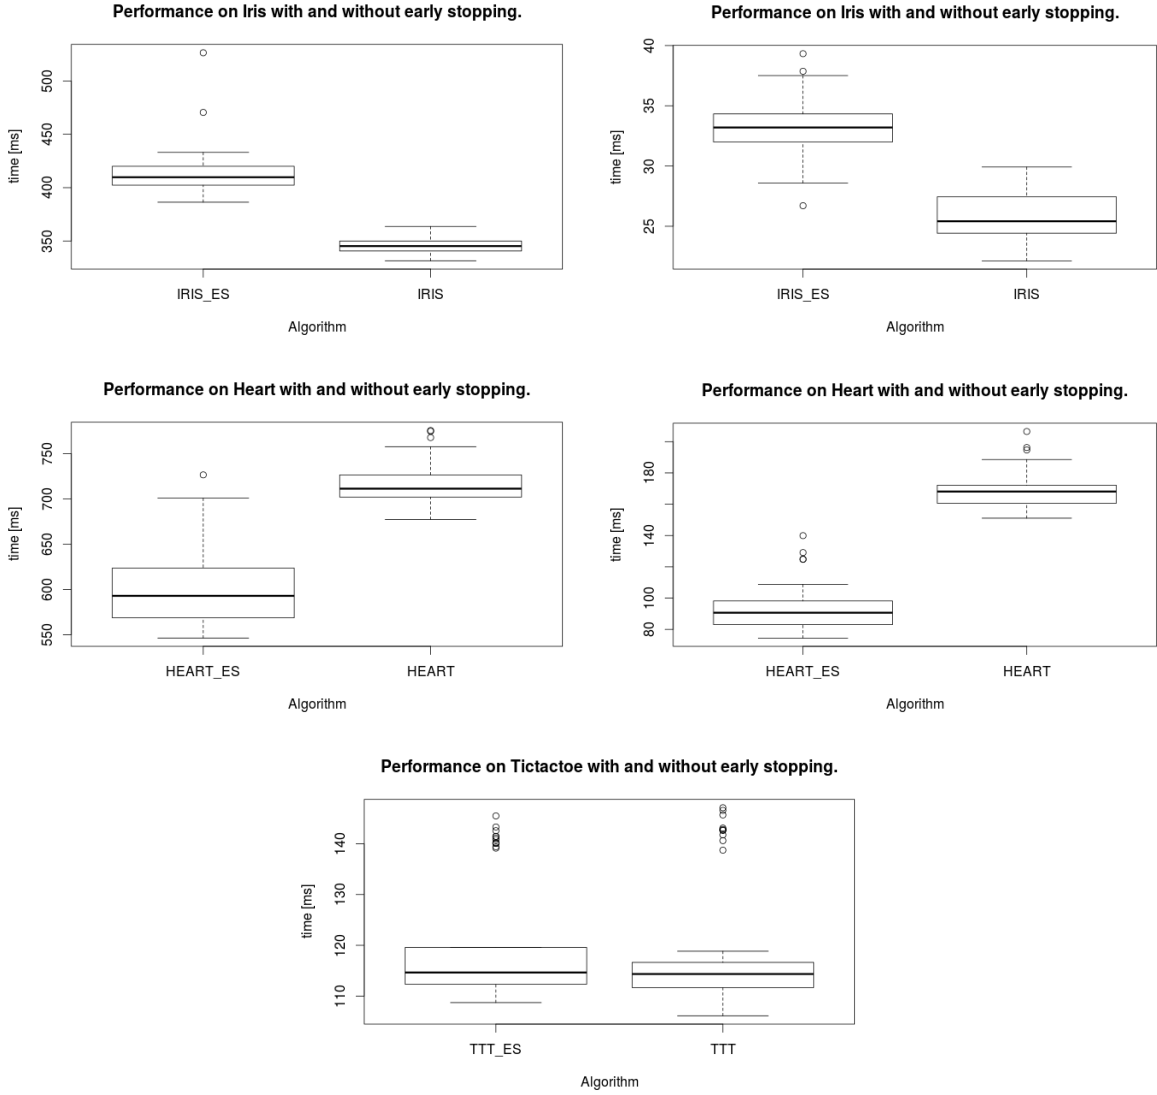 Performance on Iris with and without early stopping.
time [ms]
500
450
400
350
IRIS_ES IRIS
Algorithm
Performance on Iris with and without early stopping.
time [ms]
40
35
30
25
IRIS_ES IRIS
Algorithm
Performance on Heart with and without early stopping.
time [ms]
750
700
650
600
550
HEART_ES HEART
Algorithm
Performance on Heart with and without early stopping.
time [ms]
180
140
100
80
HEART_ES HEART
Algorithm
Performance on Tictactoe with and without early stopping.
time [ms]
140
130
120
110
TTT_ES TTT
Algorithm